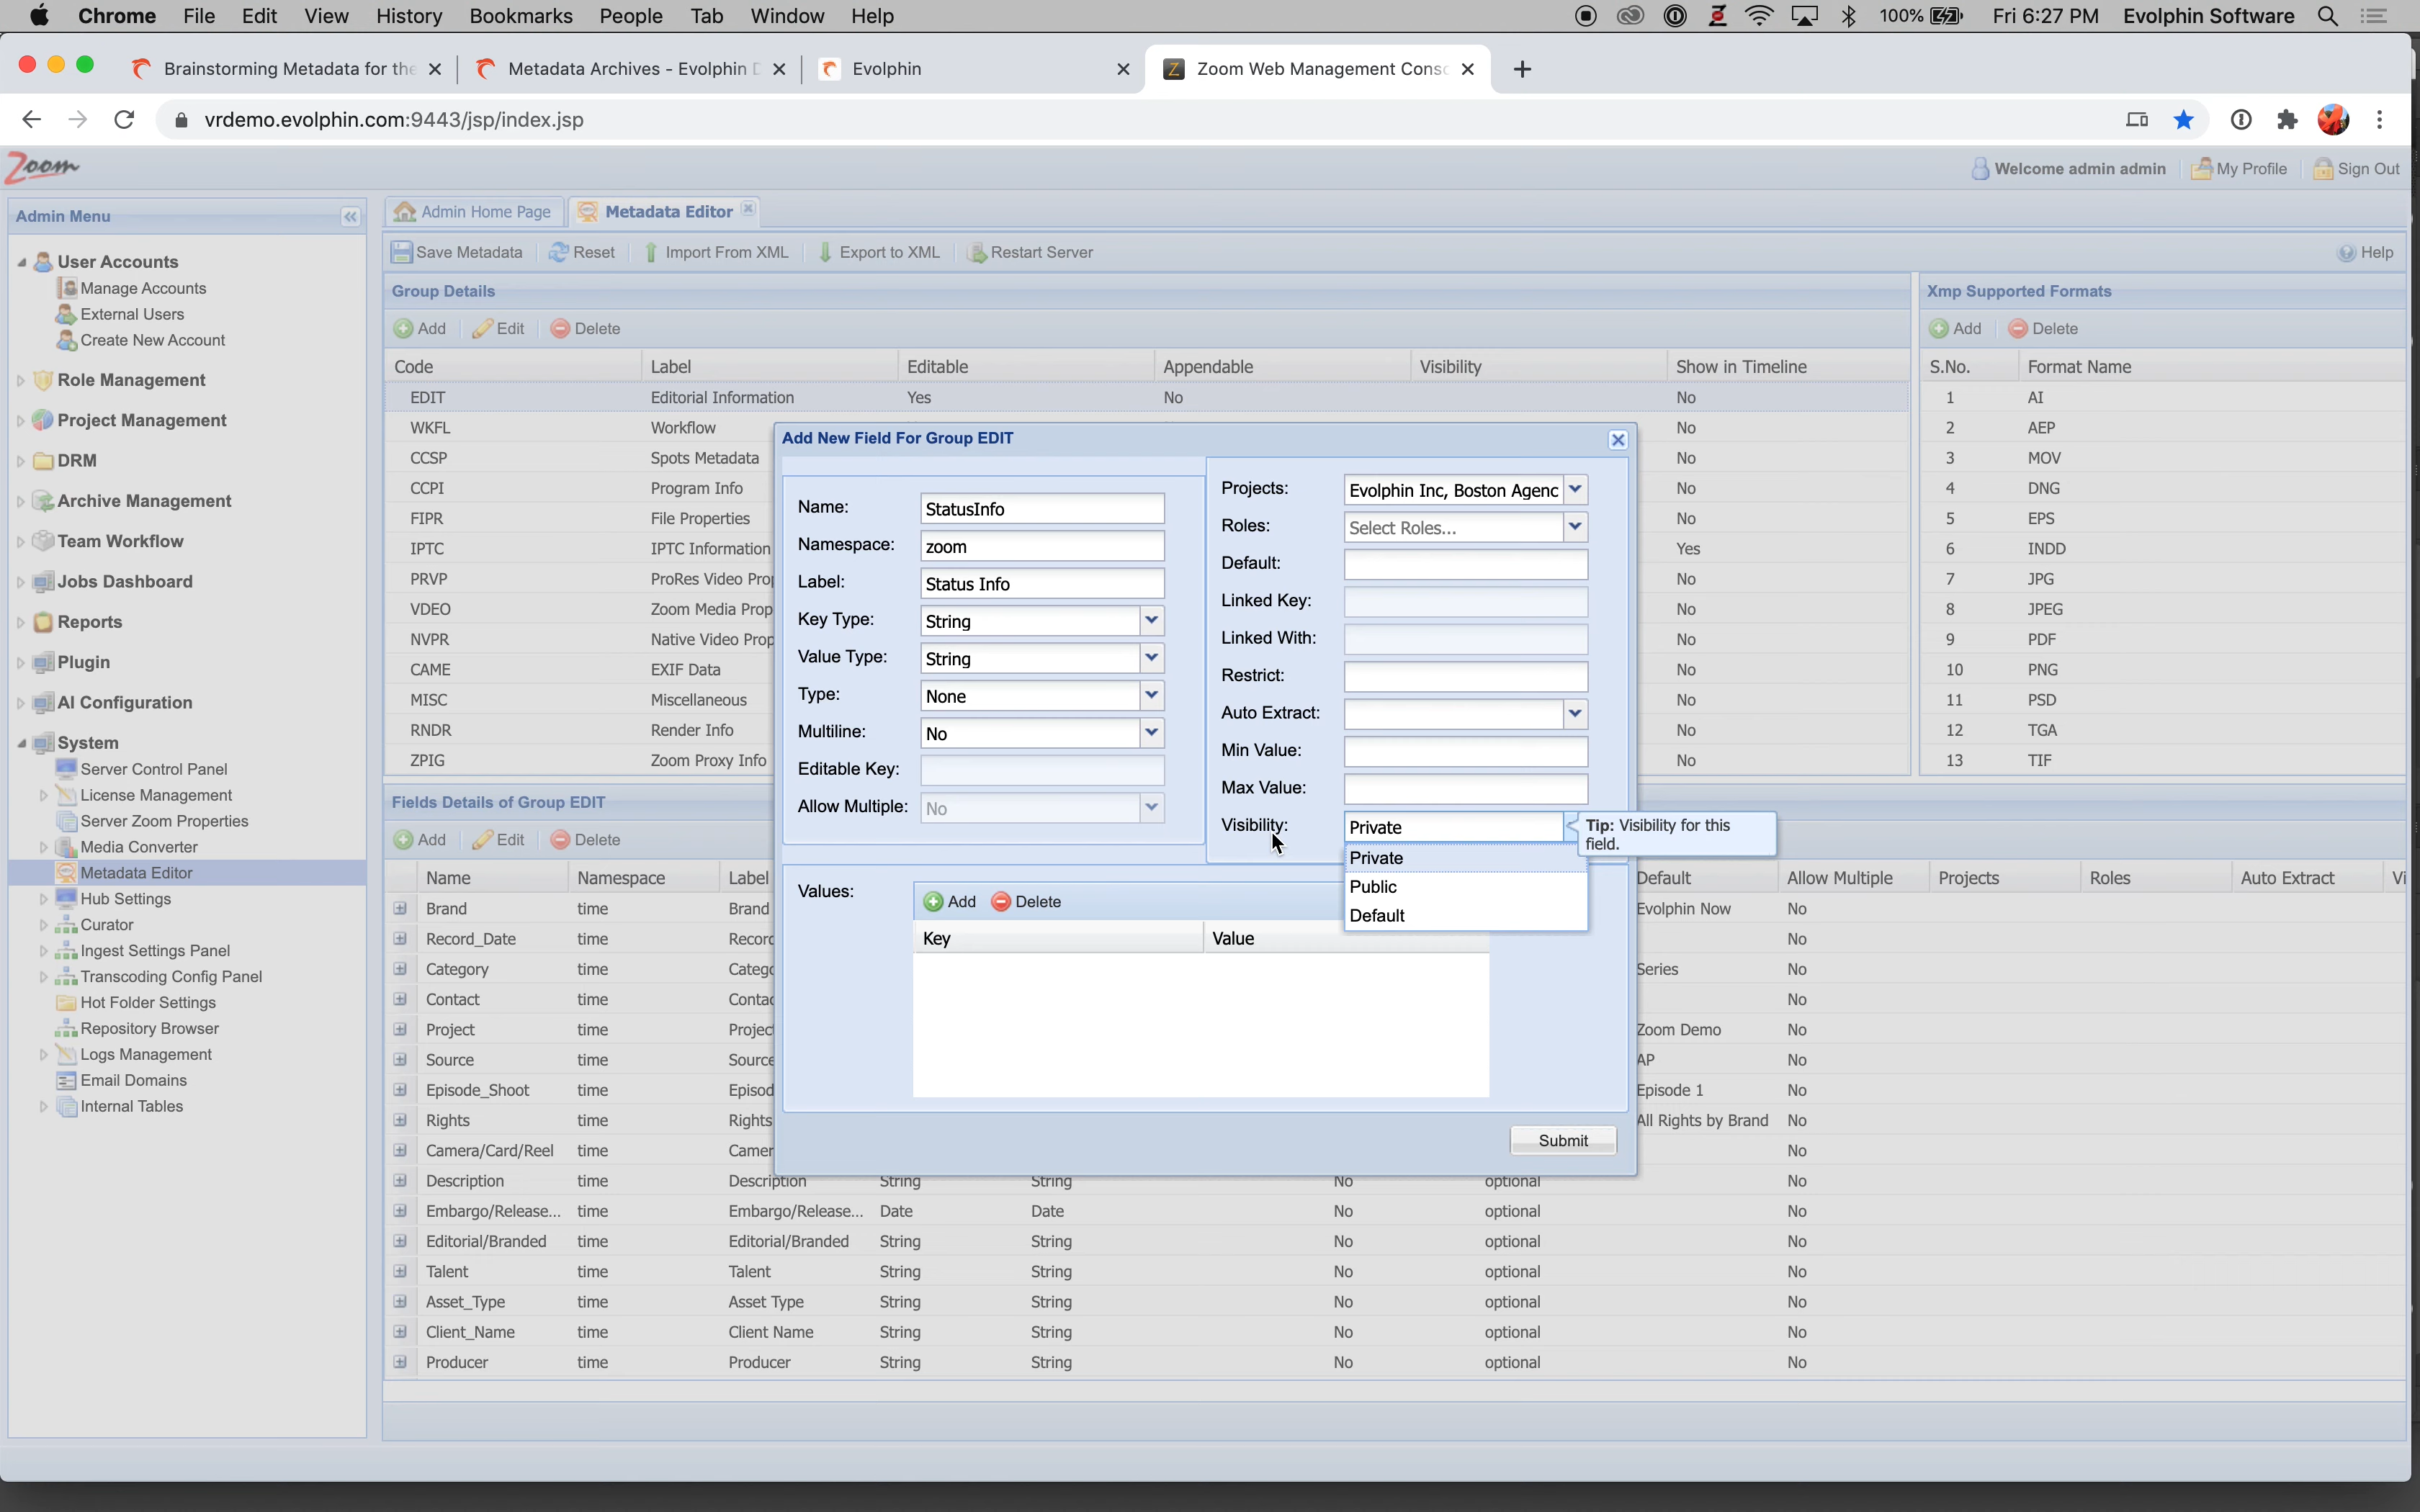 Chrome File Edit View History Bookmarks People Tab Window Help 100% Fri 6:27 PM Evolphin Software
Brainstorming Metadata for the Metadata Archives - Evolphin D Evolphin Zoom Web Management Conso
vrdemo.evolphin.com:9443/jsp/index.jsp
Zoom Welcome admin admin My Profile Sign Out
Admin Menu
User Accounts
Manage Accounts
External Users
Create New Account
Role Management
Project Management
DRM
Archive Management
Team Workflow
Jobs Dashboard
Reports
Plugin
AI Configuration
System
Server Control Panel
License Management
Server Zoom Properties
Media Converter
Metadata Editor
Hub Settings
Curator
Ingest Settings Panel
Transcoding Config Panel
Hot Folder Settings
Repository Browser
Logs Management
Email Domains
Internal Tables
Admin Home Page Metadata Editor
Save Metadata Reset Import From XML Export to XML Restart Server Help
Group Details
Add Edit Delete
Code Label Editable Appendable Visibility Show in Timeline
EDIT Editorial Information Yes No No
WKFL Workflow No
CCSP Spots Metadata No
CCPI Program Info No
FIPR File Properties No
IPTC IPTC Information Yes
PRVP ProRes Video Prop No
VDEO Zoom Media Prop No
NVPR Native Video Prop No
CAME EXIF Data No
MISC Miscellaneous No
RNDR Render Info No
ZPIG Zoom Proxy Info No
Xmp Supported Formats
Add Delete
S.No. Format Name
1 AI
2 AEP
3 MOV
4 DNG
5 EPS
6 INDD
7 JPG
8 JPEG
9 PDF
10 PNG
11 PSD
12 TGA
13 TIF
Add New Field For Group EDIT
Name: StatusInfo
Namespace: zoom
Label: Status Info
Key Type: String
Value Type: String
Type: None
Multiline: No
Editable Key:
Allow Multiple: No
Projects: Evolphin Inc, Boston Agenc
Roles: Select Roles...
Default:
Linked Key:
Linked With:
Restrict:
Auto Extract:
Min Value:
Max Value:
Visibility: Private
Tip: Visibility for this
field.
Private
Public
Default
Values: Add Delete
Key Value
Submit
Fields Details of Group EDIT
Add Edit Delete
Name Namespace Label Default Allow Multiple Projects Roles Auto Extract Vi
Brand time Brand Evolphin Now No
Record_Date time Record No
Category time Catego Series No
Contact time Contac No
Project time Project Zoom Demo No
Source time Source AP No
Episode_Shoot time Episod Episode 1 No
Rights time Rights All Rights by Brand No
Camera/Card/Reel time Camer No
Description time Description String String No optional No
Embargo/Release... time Embargo/Release... Date Date No optional No
Editorial/Branded time Editorial/Branded String String No optional No
Talent time Talent String String No optional No
Asset_Type time Asset Type String String No optional No
Client_Name time Client Name String String No optional No
Producer time Producer String String No optional No